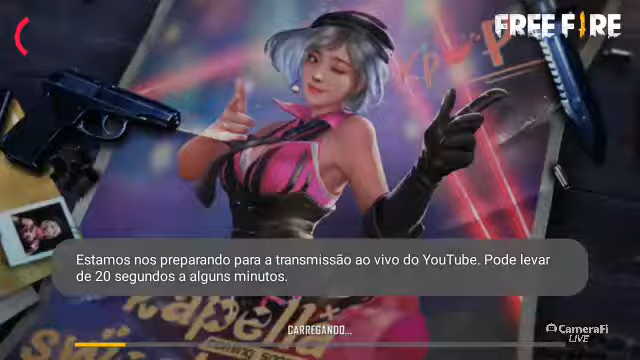 FREE FIRE
Kpop
Estamos nos preparando para a transmissão ao vivo do YouTube. Pode levar
de 20 segundos a alguns minutos.
Kapella
CARREGANDO...
CameraFi
LIVE